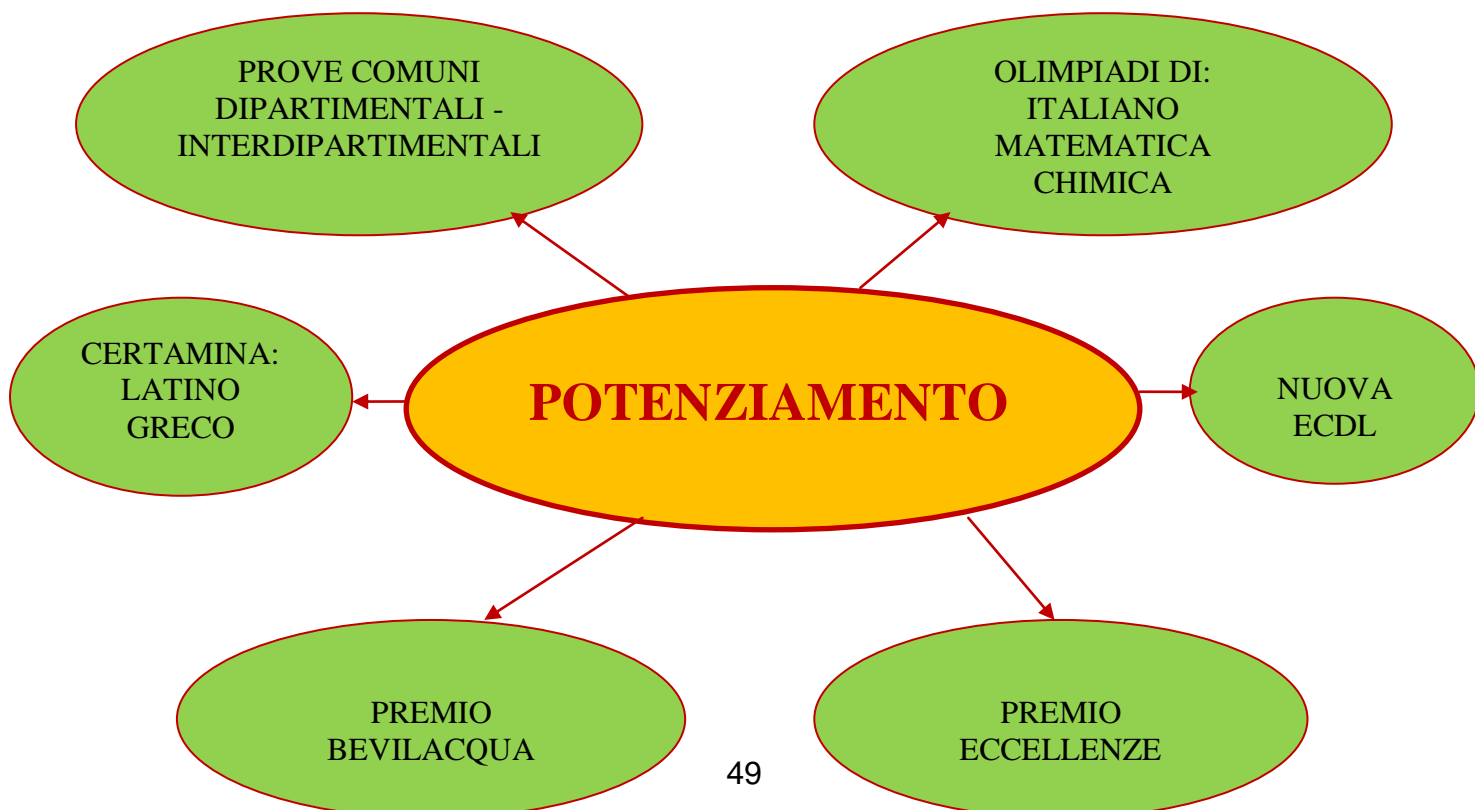 PROVE COMUNI
DIPARTIMENTALI -
INTERDIPARTIMENTALI
OLIMPIADI DI:
ITALIANO
MATEMATICA
CHIMICA
CERTAMINA:
LATINO
GRECO
POTENZIAMENTO
NUOVA
ECDL
PREMIO
BEVILACQUA
PREMIO
ECCELLENZE
49